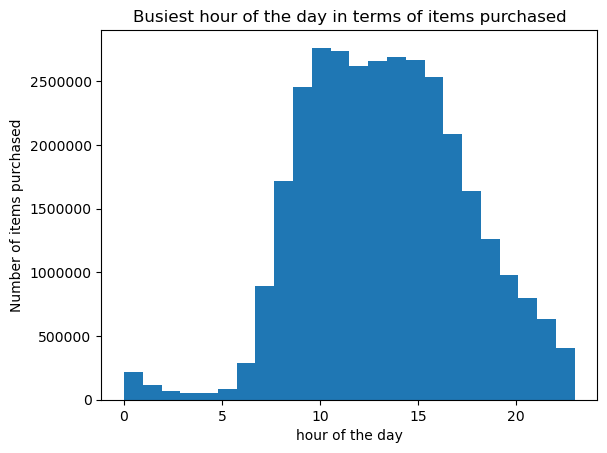 Busiest hour of the day in terms of items purchased
Number of items purchased
2500000
2000000
1500000
1000000
500000
0
0 5 10 15 20
hour of the day